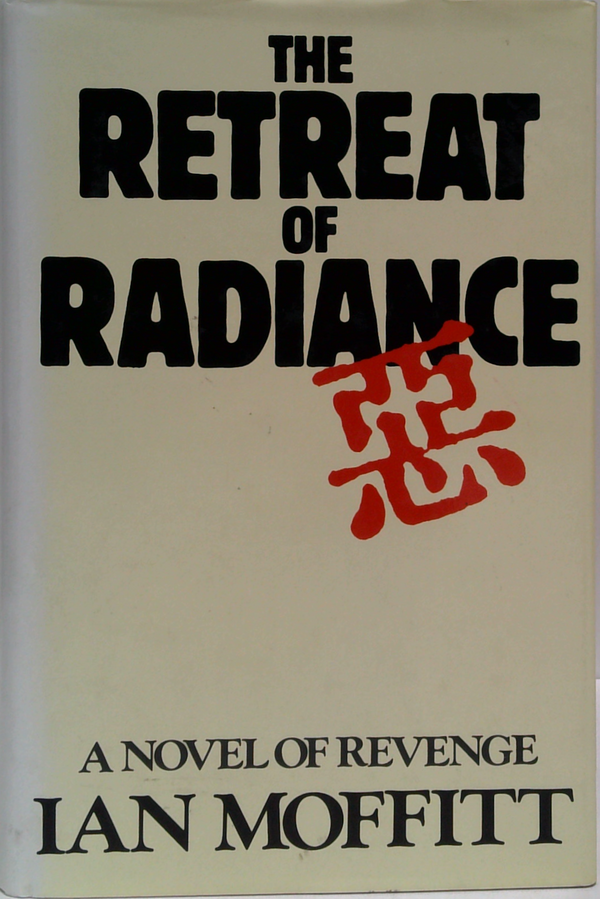 THE
RETREAT
OF
RADIANCE
惡
A NOVEL OF REVENGE
IAN MOFFITT